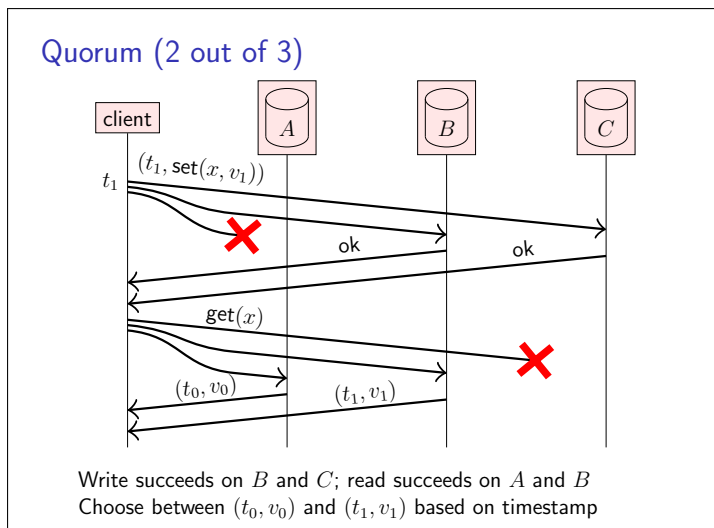 Quorum (2 out of 3)
client
A
B
C
t₁
(t₁, set(x, v₁))
ok
ok
get(x)
(t₀, v₀)
(t₁, v₁)
Write succeeds on B and C; read succeeds on A and B
Choose between (t₀, v₀) and (t₁, v₁) based on timestamp